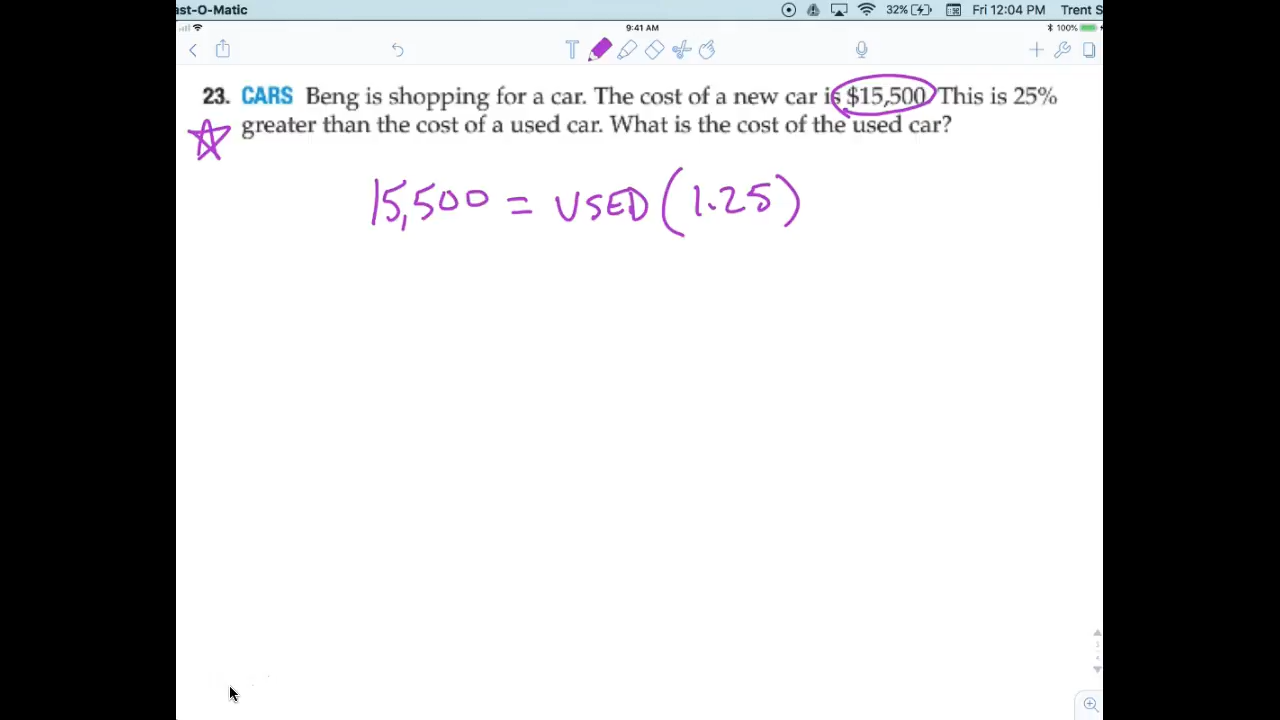 ast-O-Matic 32% Fri 12:04 PM Trent S
9:41 AM 100%
T
23. CARS Beng is shopping for a car. The cost of a new car is $15,500 This is 25%
greater than the cost of a used car. What is the cost of the used car?
15,500 = USED (1.25)